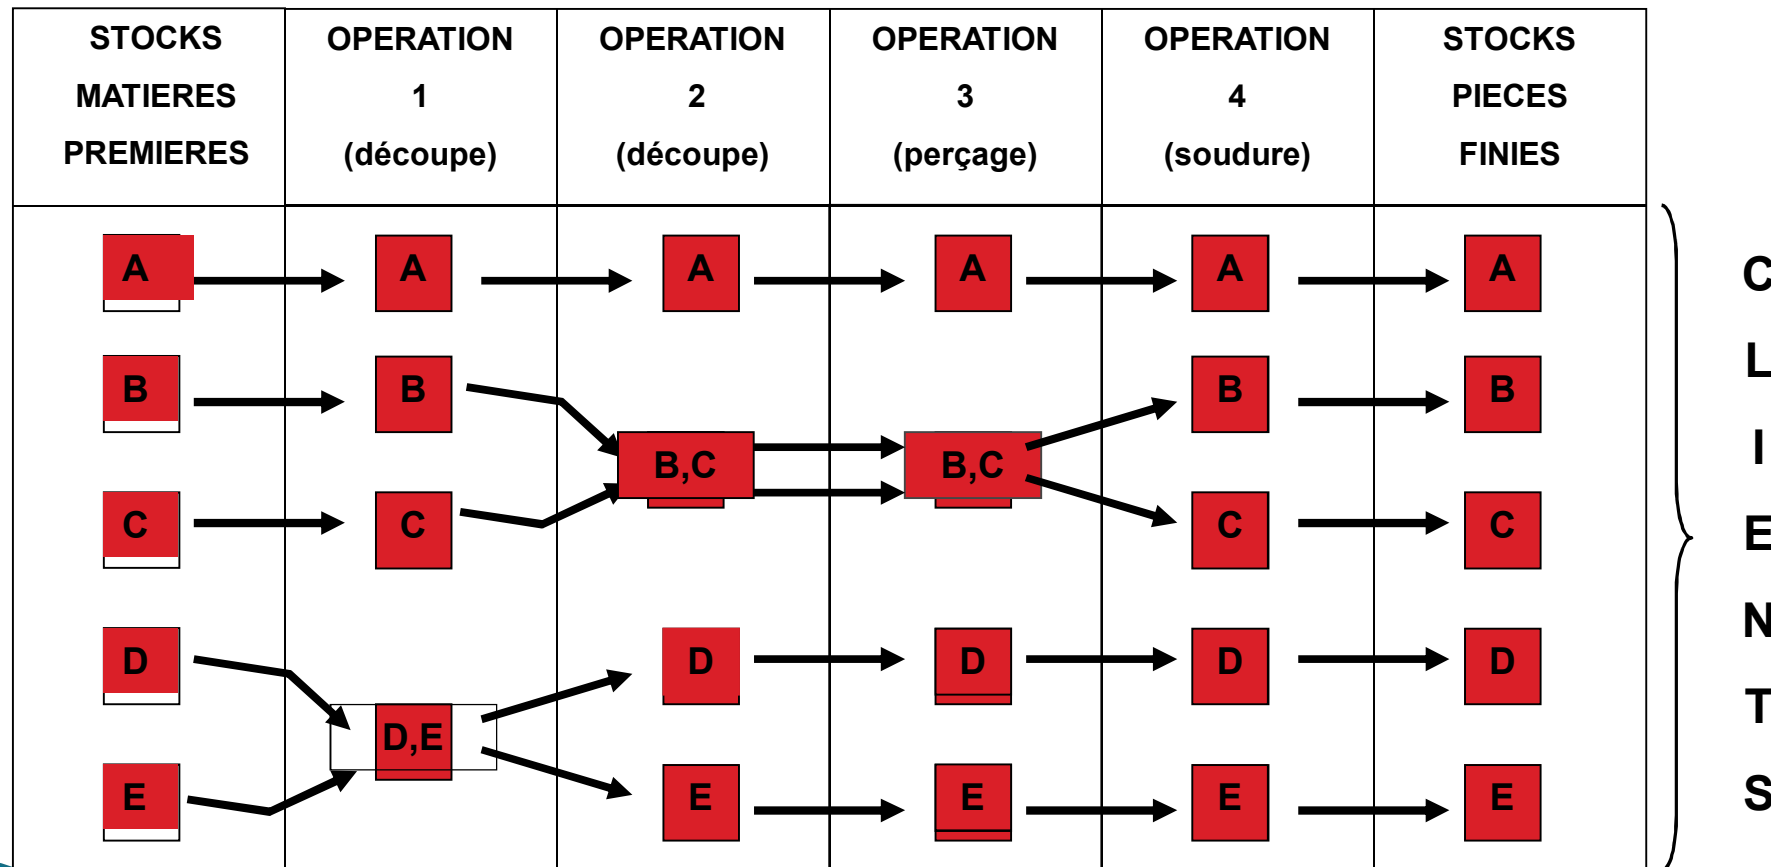 STOCKS
MATIERES
PREMIERES
OPERATION
1
(découpe)
OPERATION
2
(découpe)
OPERATION
3
(perçage)
OPERATION
4
(soudure)
STOCKS
PIECES
FINIES
A
A
A
A
A
A
B
B
B
B
B,C
B,C
C
C
C
C
D
D
D
D
D
D,E
E
E
E
E
E
C
L
I
E
N
T
S